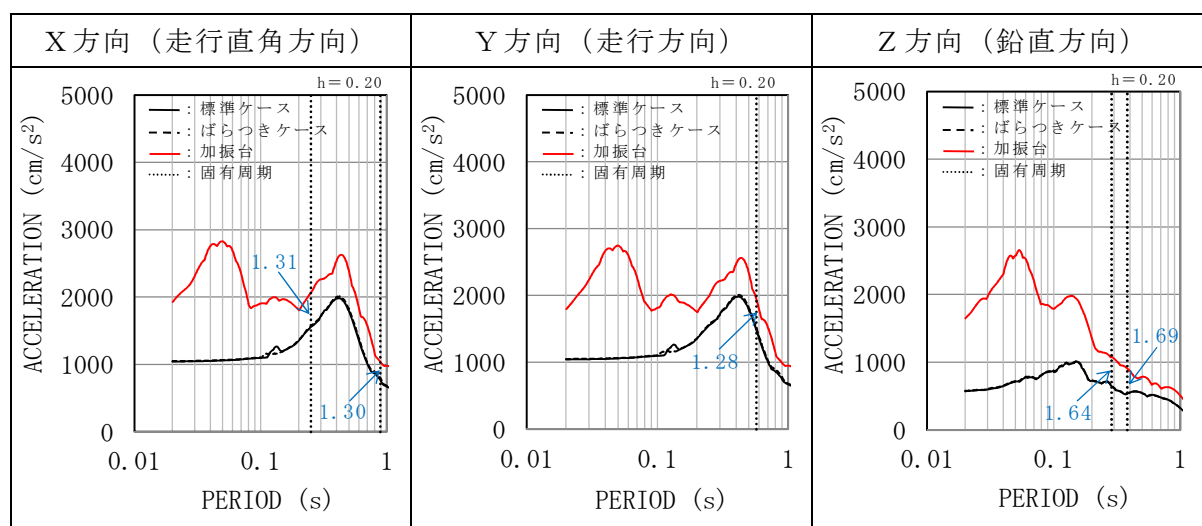 X方向（走行直角方向）
h＝0.20
5000
4000
3000
2000
1000
0
ACCELERATION (cm/s²)
：標準ケース
：ばらつきケース
：加振台
：固有周期
1.31
1.30
0.01
0.1
1
PERIOD (s)
Y方向（走行方向）
h＝0.20
5000
4000
3000
2000
1000
0
ACCELERATION (cm/s²)
：標準ケース
：ばらつきケース
：加振台
：固有周期
1.28
0.01
0.1
1
PERIOD (s)
Z方向（鉛直方向）
h＝0.20
5000
4000
3000
2000
1000
0
ACCELERATION (cm/s²)
：標準ケース
：ばらつきケース
：加振台
：固有周期
1.69
1.64
0.01
0.1
1
PERIOD (s)